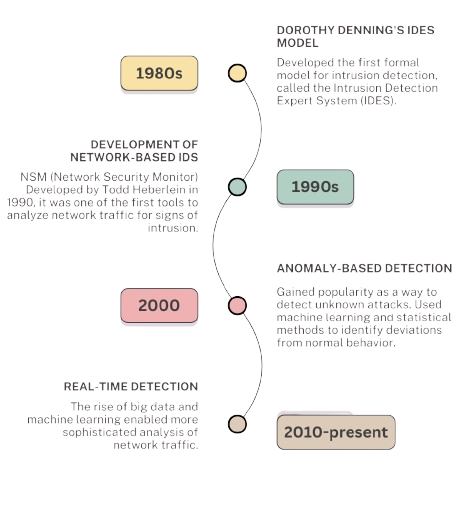 DOROTHY DENNING'S IDES
MODEL
1980s
Developed the first formal
model for intrusion detection,
called the Intrusion Detection
Expert System (IDES).
DEVELOPMENT OF
NETWORK-BASED IDS
NSM (Network Security Monitor)
Developed by Todd Heberlein in
1990, it was one of the first tools to
analyze network traffic for signs of
intrusion.
1990s
ANOMALY-BASED DETECTION
2000
Gained popularity as a way to
detect unknown attacks. Used
machine learning and statistical
methods to identify deviations
from normal behavior.
REAL-TIME DETECTION
The rise of big data and
machine learning enabled more
sophisticated analysis of
network traffic.
2010-present